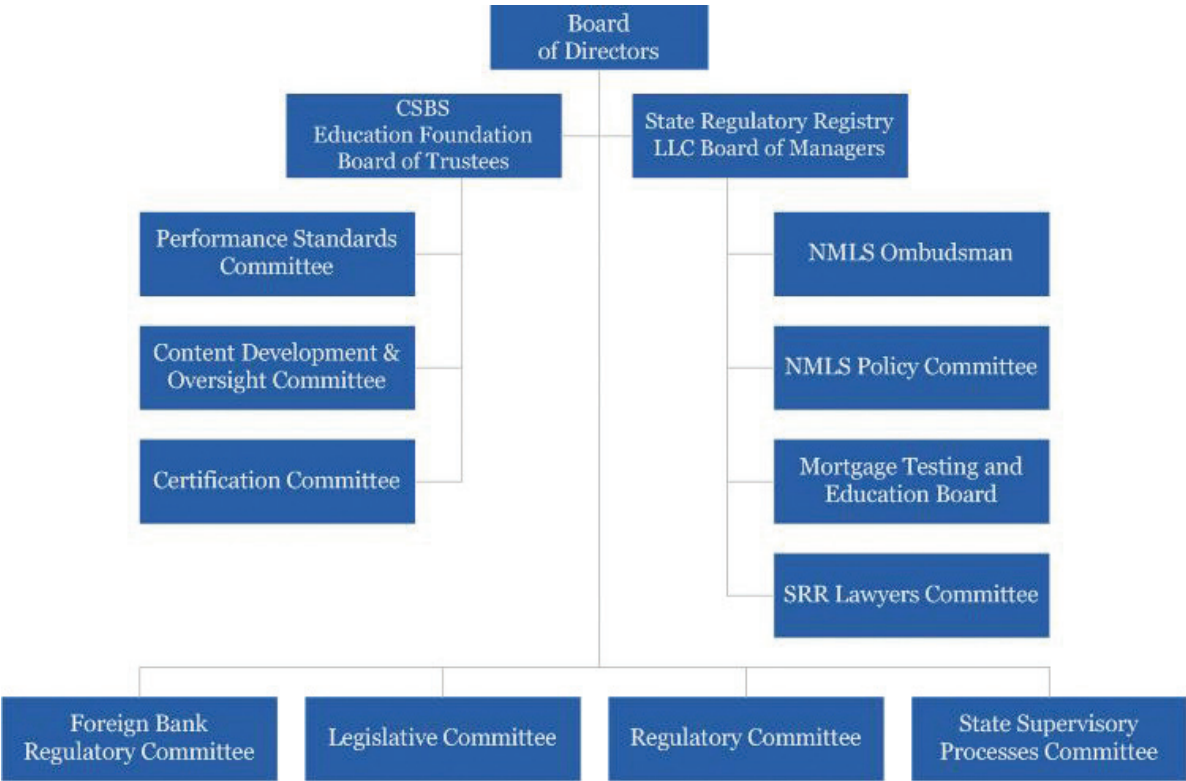 Board
of Directors
CSBS
Education Foundation
Board of Trustees
State Regulatory Registry
LLC Board of Managers
Performance Standards
Committee
NMLS Ombudsman
Content Development &
Oversight Committee
NMLS Policy Committee
Certification Committee
Mortgage Testing and
Education Board
SRR Lawyers Committee
Foreign Bank
Regulatory Committee
Legislative Committee
Regulatory Committee
State Supervisory
Processes Committee